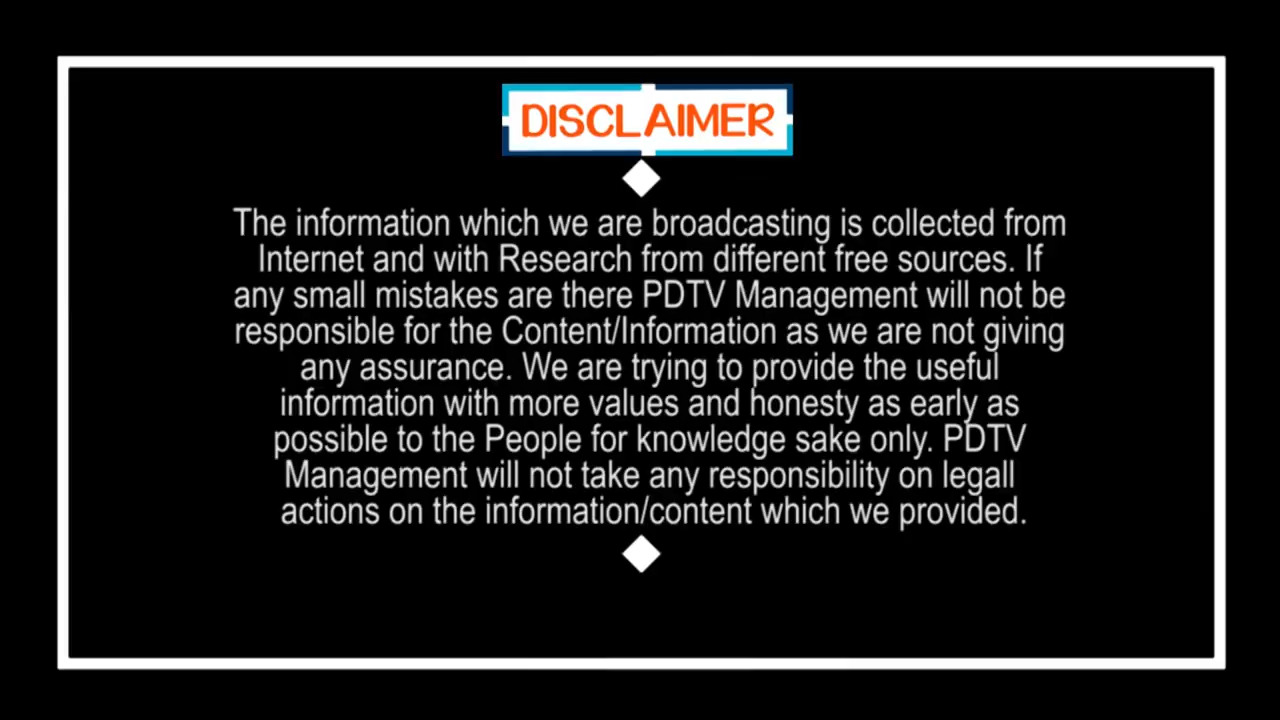 DISCLAIMER
The information which we are broadcasting is collected from
Internet and with Research from different free sources. If
any small mistakes are there PDTV Management will not be
responsible for the Content/Information as we are not giving
any assurance. We are trying to provide the useful
information with more values and honesty as early as
possible to the People for knowledge sake only. PDTV
Management will not take any responsibility on legall
actions on the information/content which we provided.